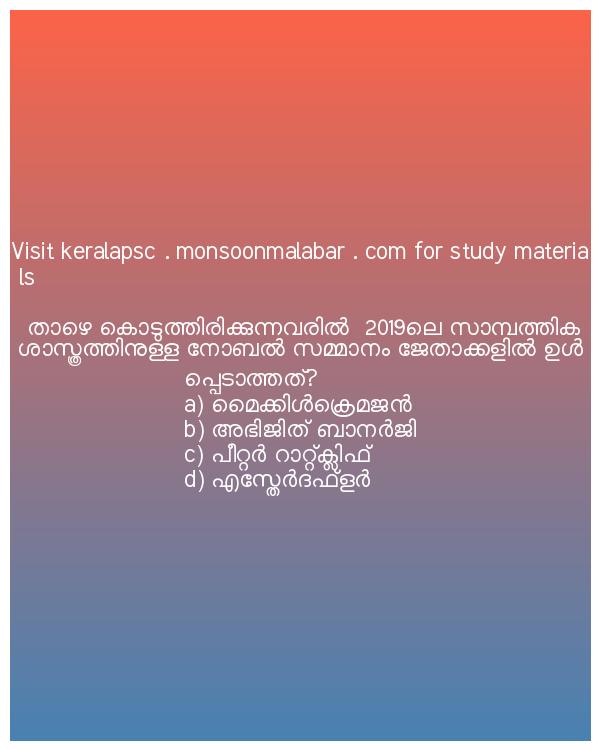 Visit keralapsc . monsoonmalabar . com for study materia
ls
താഴെ കൊടുത്തിരിക്കുന്നവരിൽ 2019ലെ സാമ്പത്തിക
ശാസ്ത്രത്തിനുള്ള നോബൽ സമ്മാനം ജേതാക്കളിൽ ഉൾ
പ്പെടാത്തത്?
a) മൈക്കിൾക്രെമജൻ
b) അഭിജിത് ബാനർജി
c) പീറ്റർ റാറ്റ്ക്ലിഫ്
d) എസ്തേർദഫ്ളർ